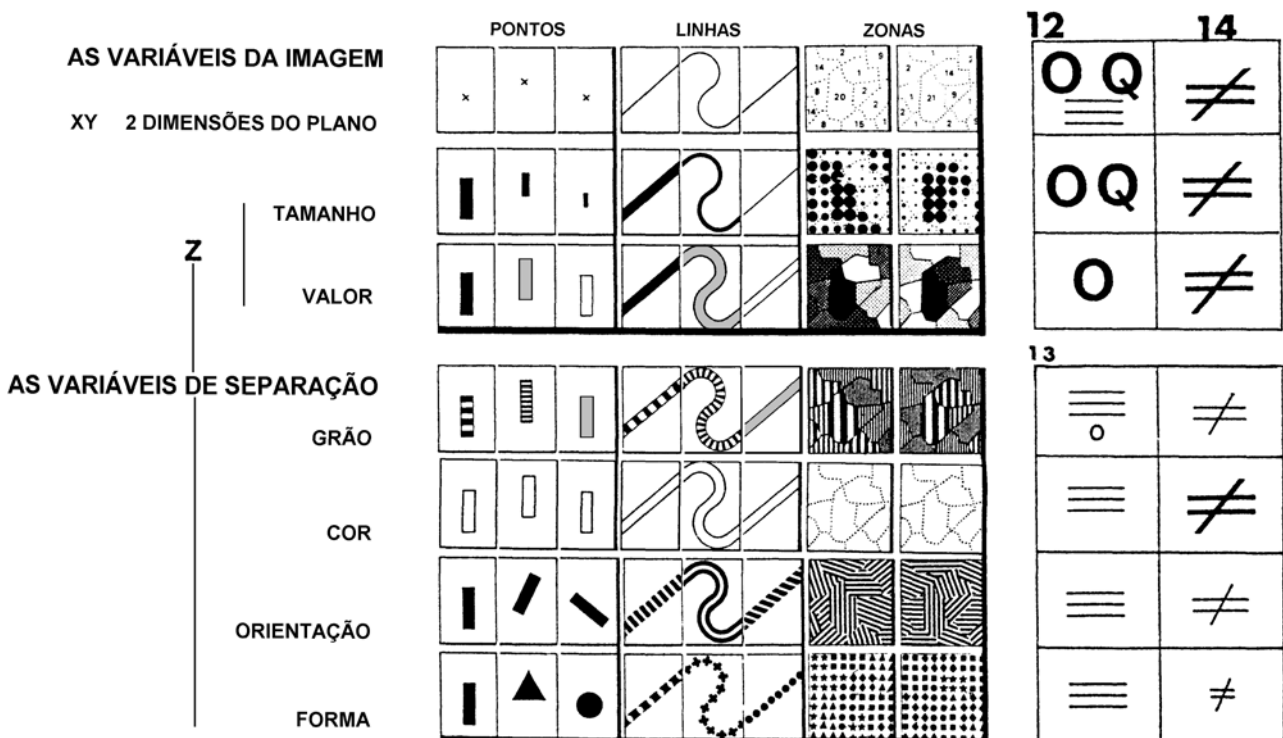 PONTOS LINHAS ZONAS 12 14
AS VARIÁVEIS DA IMAGEM
XY 2 DIMENSÕES DO PLANO
O Q ≠
TAMANHO
O Q ≠
Z
VALOR
O ≠
13
AS VARIÁVEIS DE SEPARAÇÃO
GRÃO
O ≠
COR
≠
ORIENTAÇÃO
≠
FORMA
≠